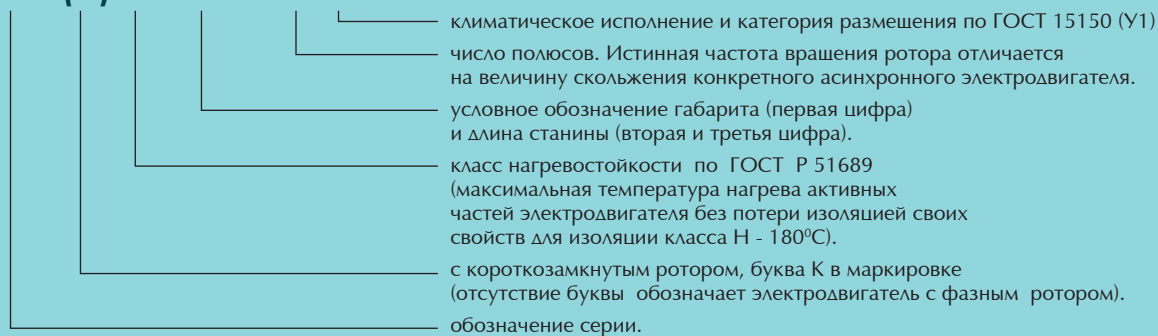 климатическое исполнение и категория размещения по ГОСТ 15150 (У1)
число полюсов. Истинная частота вращения ротора отличается
на величину скольжения конкретного асинхронного электродвигателя.
условное обозначение габарита (первая цифра)
и длина станины (вторая и третья цифра).
класс нагревостойкости по ГОСТ Р 51689
(максимальная температура нагрева активных
частей электродвигателя без потери изоляцией своих
свойств для изоляции класса Н - 180⁰С).
с короткозамкнутым ротором, буква К в маркировке
(отсутствие буквы обозначает электродвигатель с фазным ротором).
обозначение серии.